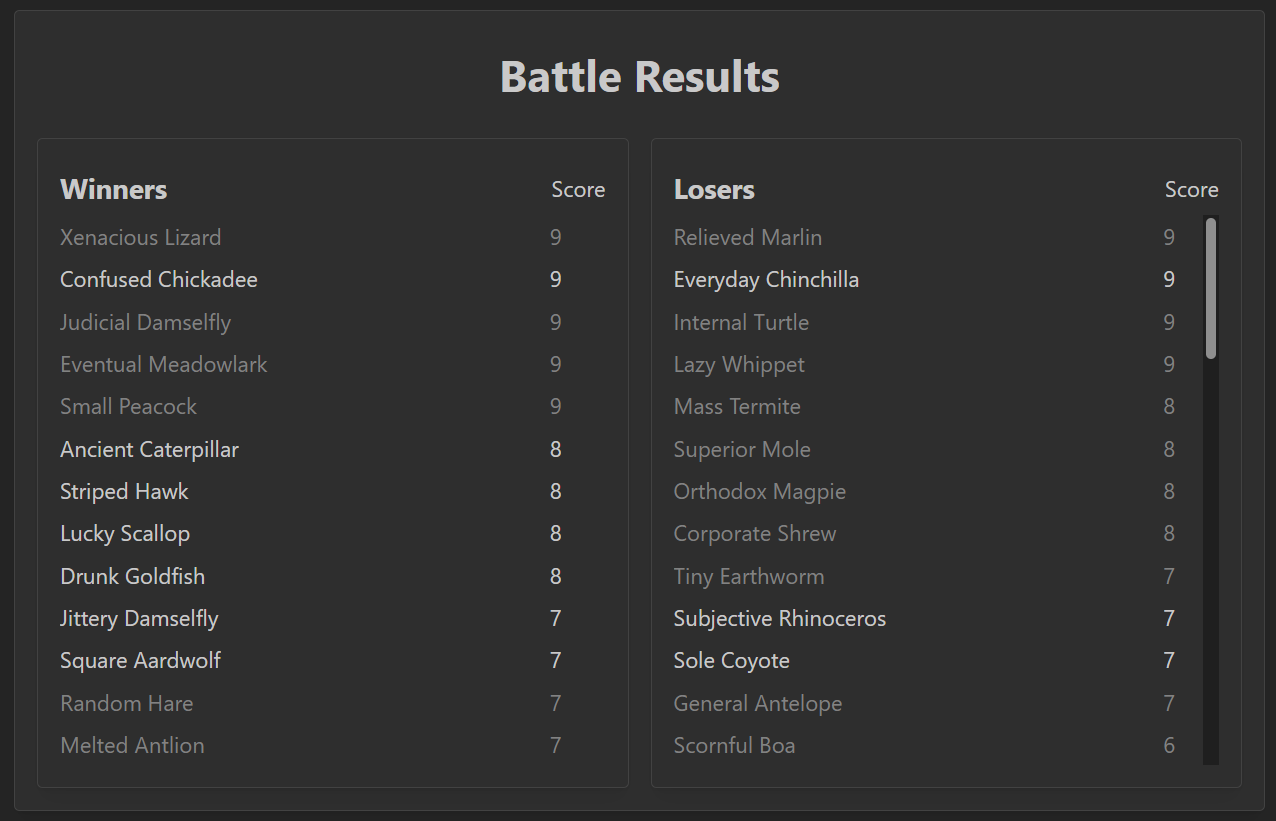 Battle Results
Winners Score
Xenacious Lizard 9
Confused Chickadee 9
Judicial Damselfly 9
Eventual Meadowlark 9
Small Peacock 9
Ancient Caterpillar 8
Striped Hawk 8
Lucky Scallop 8
Drunk Goldfish 8
Jittery Damselfly 7
Square Aardwolf 7
Random Hare 7
Melted Antlion 7
Losers Score
Relieved Marlin 9
Everyday Chinchilla 9
Internal Turtle 9
Lazy Whippet 9
Mass Termite 8
Superior Mole 8
Orthodox Magpie 8
Corporate Shrew 8
Tiny Earthworm 7
Subjective Rhinoceros 7
Sole Coyote 7
General Antelope 7
Scornful Boa 6